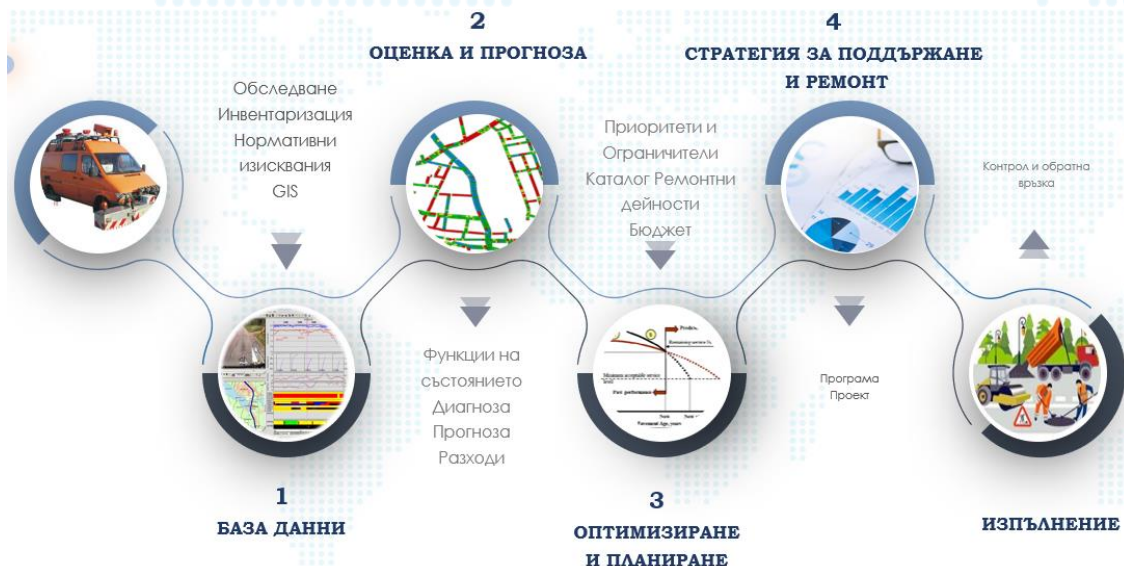 2
ОЦЕНКА И ПРОГНОЗА
4
СТРАТЕГИЯ ЗА ПОДДЪРЖАНЕ
И РЕМОНТ
Обследване
Инвентаризация
Нормативни
изисквания
GIS
Приоритети и
Ограничители
Каталог Ремонтни
дейности
Бюджет
Контрол и обратна
връзка
Функции на
състоянието
Диагноза
Прогноза
Разходи
Програма
Проект
1
БАЗА ДАННИ
3
ОПТИМИЗИРАНЕ
И ПЛАНИРАНЕ
ИЗПЪЛНЕНИЕ